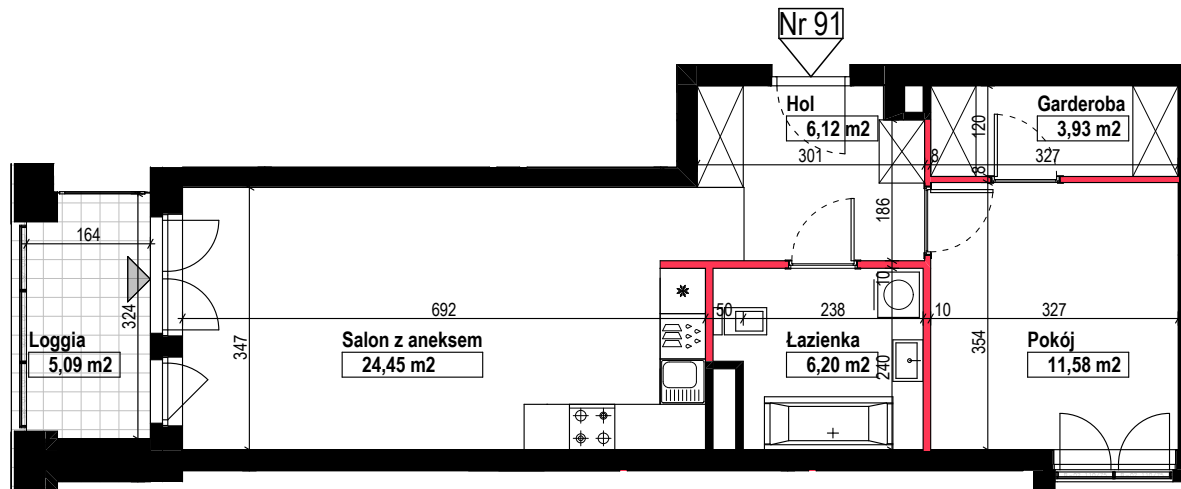 Nr 91
Hol
6,12 m2
Garderoba
3,93 m2
120
301
8
8
327
164
186
324
Loggia
5,09 m2
347
692
Salon z aneksem
24,45 m2
50
238
10
10
327
Łazienka
6,20 m2
240
354
Pokój
11,58 m2